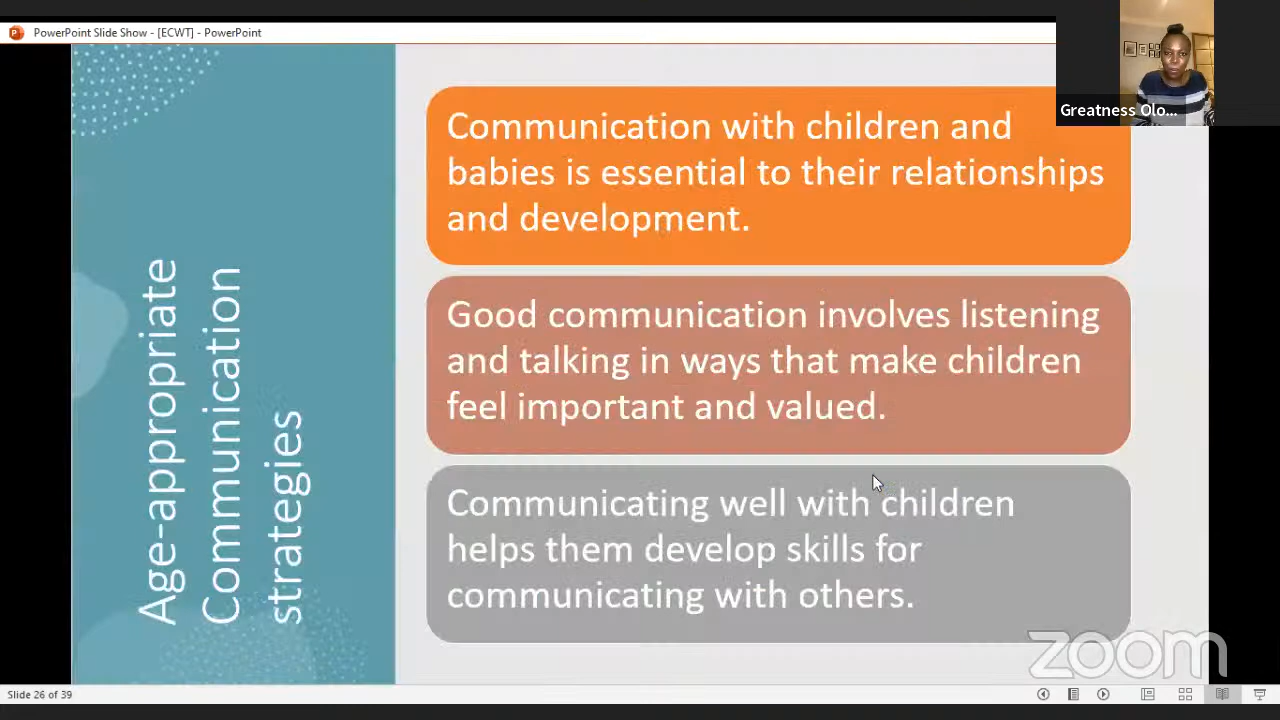 PowerPoint Slide Show - [ECWT] - PowerPoint
Greatness Olo...
Age-appropriate
Communication
strategies
Communication with children and
babies is essential to their relationships
and development.
Good communication involves listening
and talking in ways that make children
feel important and valued.
Communicating well with children
helps them develop skills for
communicating with others.
zoom
Slide 26 of 39